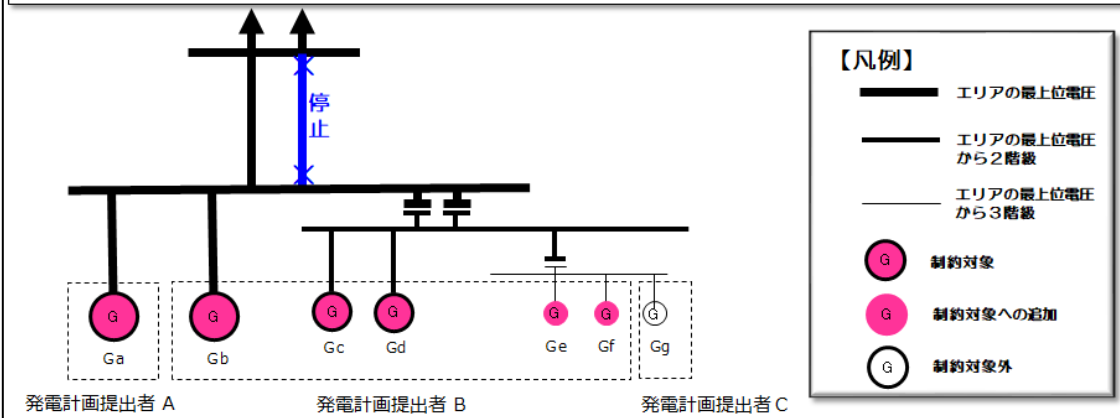 停止
【凡例】
エリアの最上位電圧
エリアの最上位電圧
から2階級
エリアの最上位電圧
から3階級
G
制約対象
G
制約対象への追加
G
制約対象外
G
G
G
G
G
G
G
Ga
Gb
Gc
Gd
Ge
Gf
Gg
発電計画提出者 A
発電計画提出者 B
発電計画提出者 C